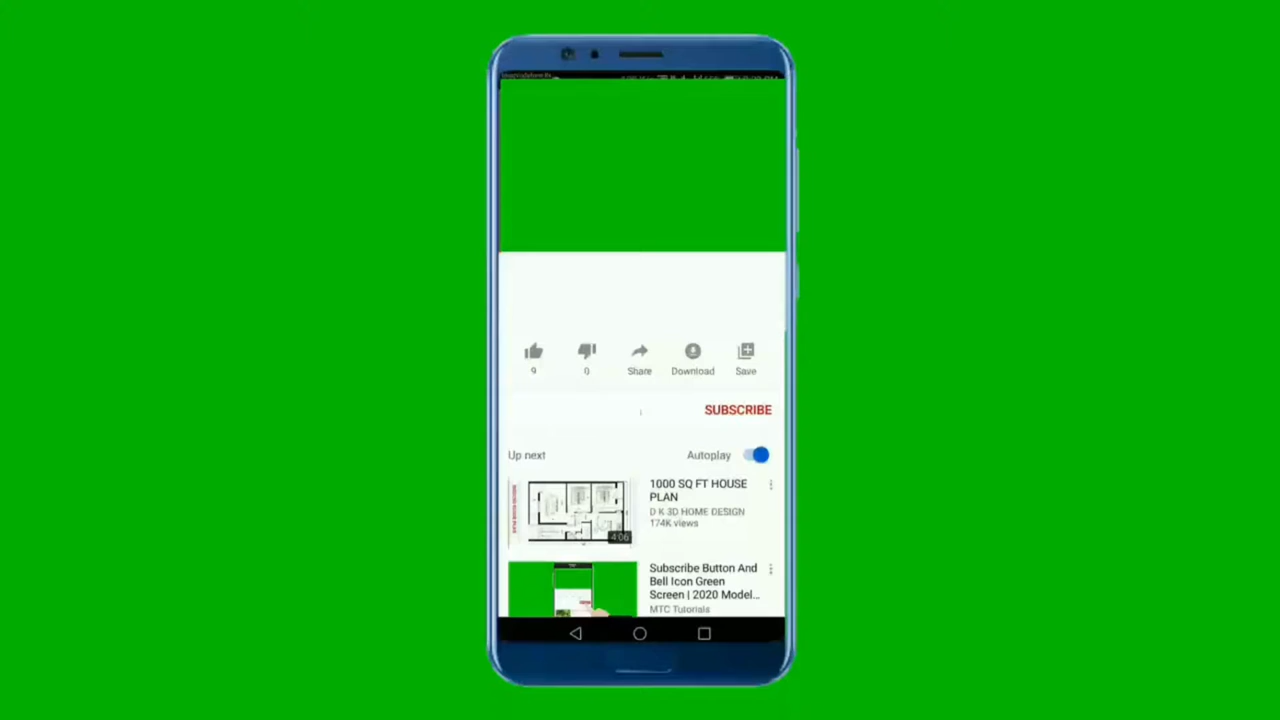 9
0
Share
Download
Save
SUBSCRIBE
Up next
Autoplay
1000 SQ FT HOUSE
PLAN
D K 3D HOME DESIGN
174K views
4:06
Subscribe Button And
Bell Icon Green
Screen | 2020 Model...
MTC Tutorials